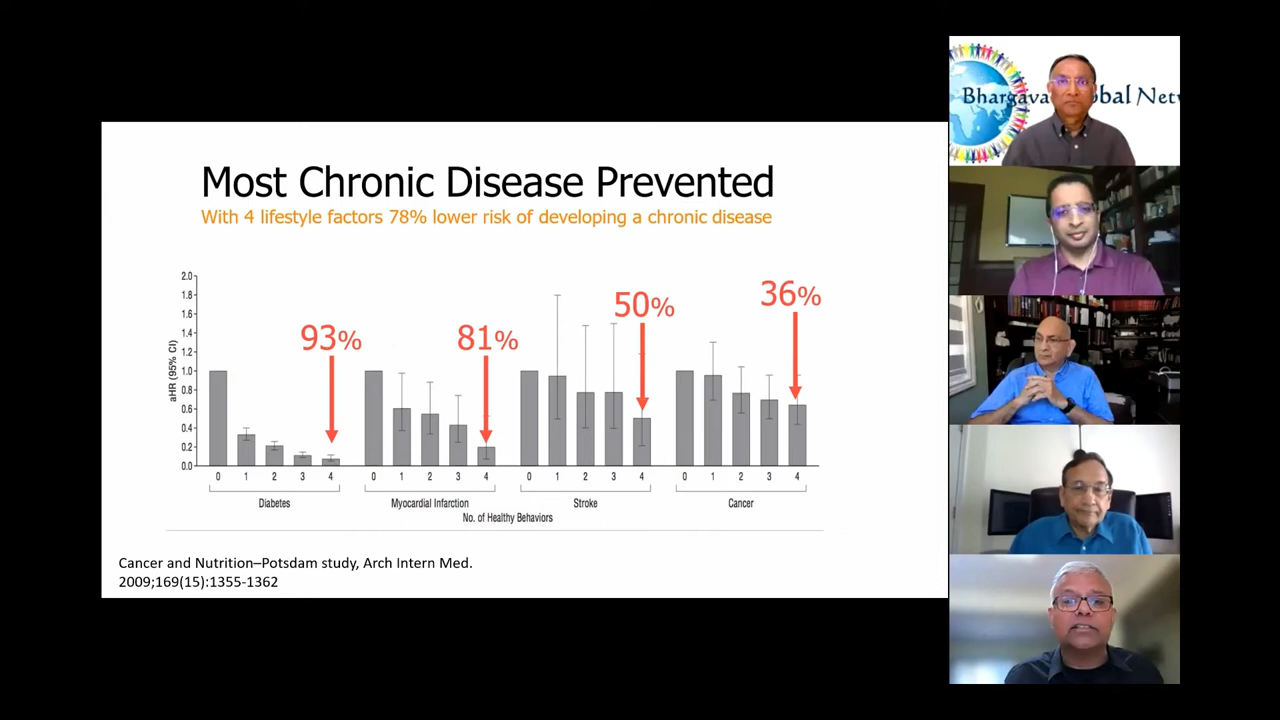 Most Chronic Disease Prevented
With 4 lifestyle factors 78% lower risk of developing a chronic disease
2.0
1.8
1.6
1.4
1.2
1.0
0.8
0.6
0.4
0.2
0.0
aHR (95% CI)
93%
81%
50%
36%
0 1 2 3 4 0 1 2 3 4 0 1 2 3 4 0 1 2 3 4
Diabetes Myocardial Infarction Stroke Cancer
No. of Healthy Behaviors
Cancer and Nutrition–Potsdam study, Arch Intern Med.
2009;169(15):1355-1362
Bhargava